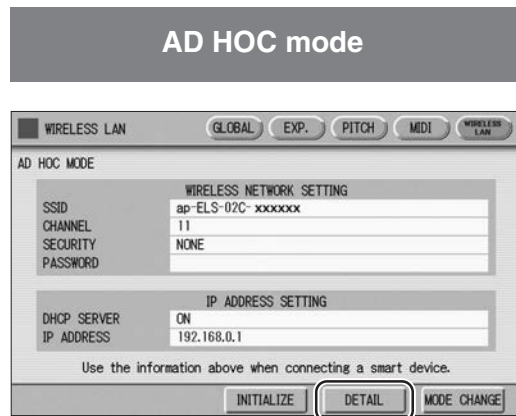 AD HOC mode
WIRELESS LAN GLOBAL EXP. PITCH MIDI WIRELESS LAN
AD HOC MODE
WIRELESS NETWORK SETTING
SSID ap-ELS-02C-xxxxxx
CHANNEL 11
SECURITY NONE
PASSWORD
IP ADDRESS SETTING
DHCP SERVER ON
IP ADDRESS 192.168.0.1
Use the information above when connecting a smart device.
INITIALIZE DETAIL MODE CHANGE